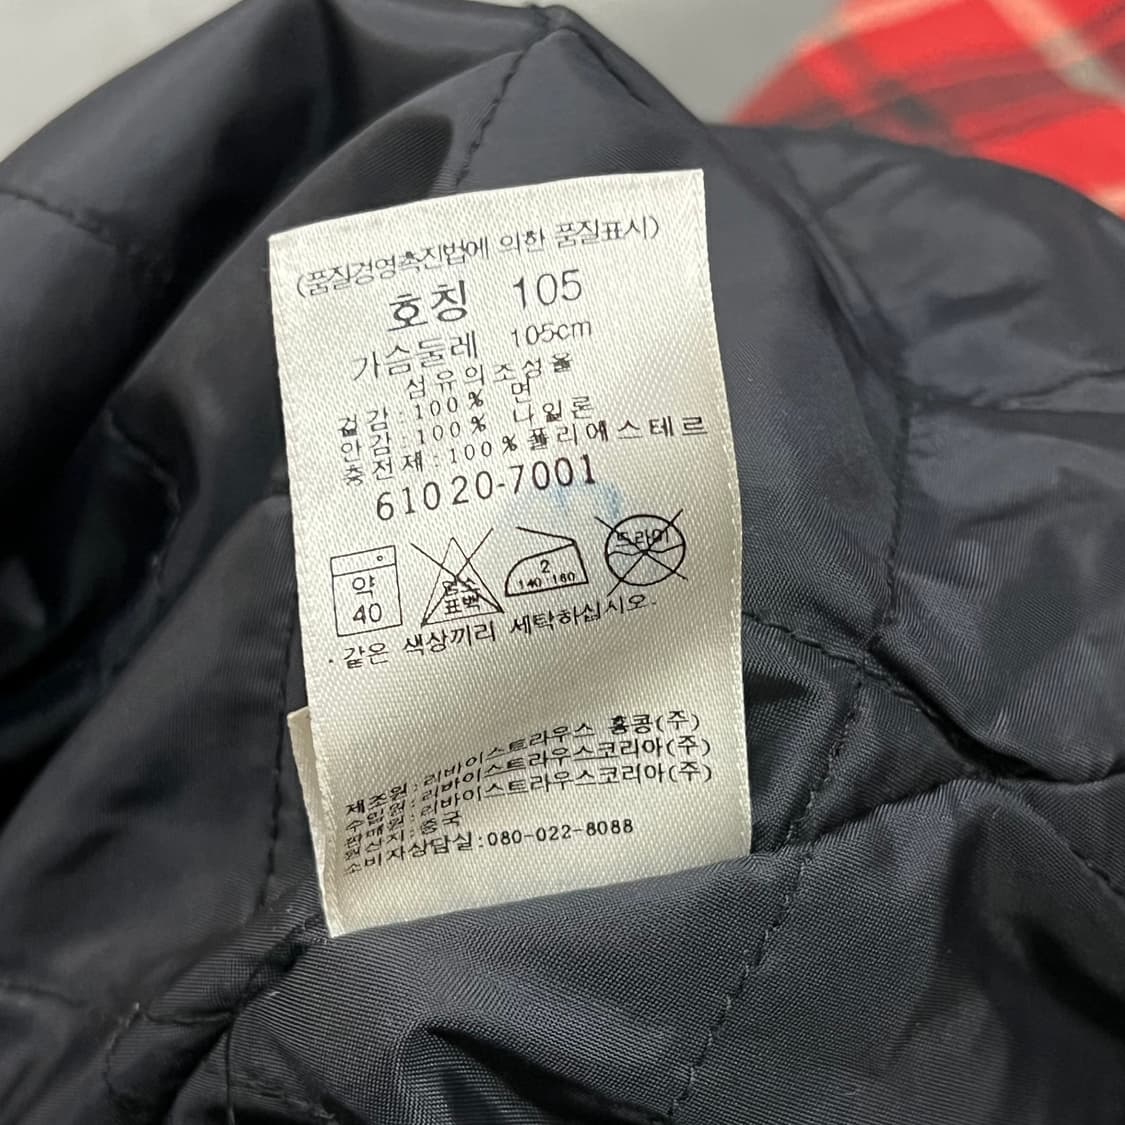 (품질경영촉진법에 의한 품질표시)
호칭 105
가슴둘레 105cm
섬유의조성율
겉감:100% 면
안감:100% 나일론
충전재:100% 폴리에스테르
61020-7001
약 40
염소 표백
2 140~160
드라이
·같은 색상끼리 세탁하십시오.
제조원:리바이스트라우스 홍콩(주)
수입원:리바이스트라우스코리아(주)
판매원:리바이스트라우스코리아(주)
원산지:중국
소비자상담실:080-022-8088